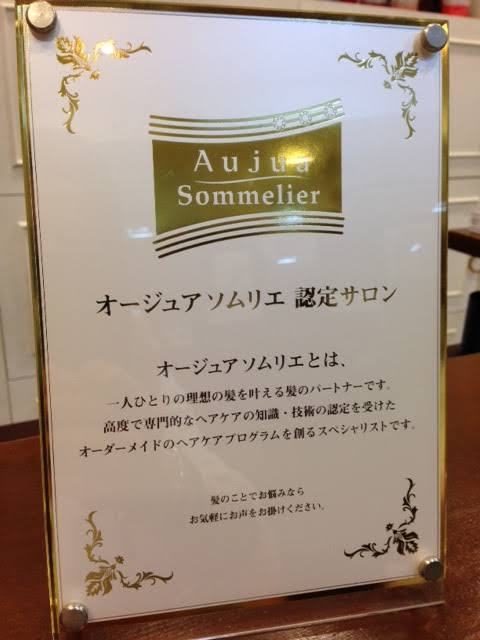 Aujua
Sommelier
オージュア ソムリエ 認定サロン
オージュア ソムリエとは、
一人ひとりの理想の髪を叶える髪のパートナーです。
高度で専門的なヘアケアの知識・技術の認定を受けた
オーダーメイドのヘアケアプログラムを創るスペシャリストです。
髪のことでお悩みなら
お気軽にお声をお掛けください。